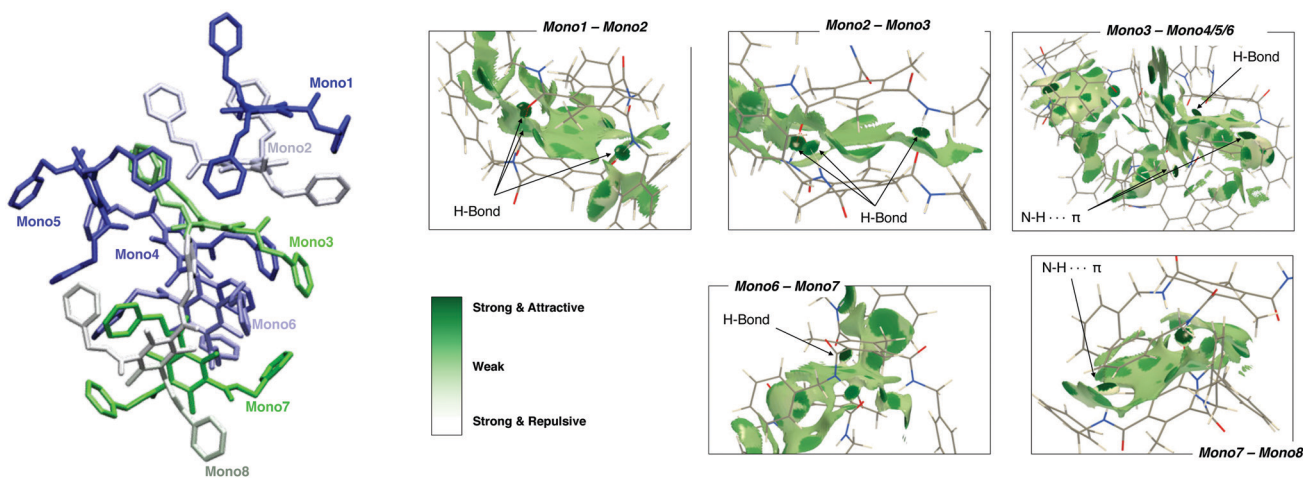 Mono1
Mono2
Mono5
Mono3
Mono4
Mono6
Mono7
Mono8
Mono1 – Mono2
H-Bond
Mono2 – Mono3
H-Bond
Mono3 – Mono4/5/6
H-Bond
N-H ··· π
Strong & Attractive
Weak
Strong & Repulsive
Mono6 – Mono7
H-Bond
N-H ··· π
Mono7 – Mono8